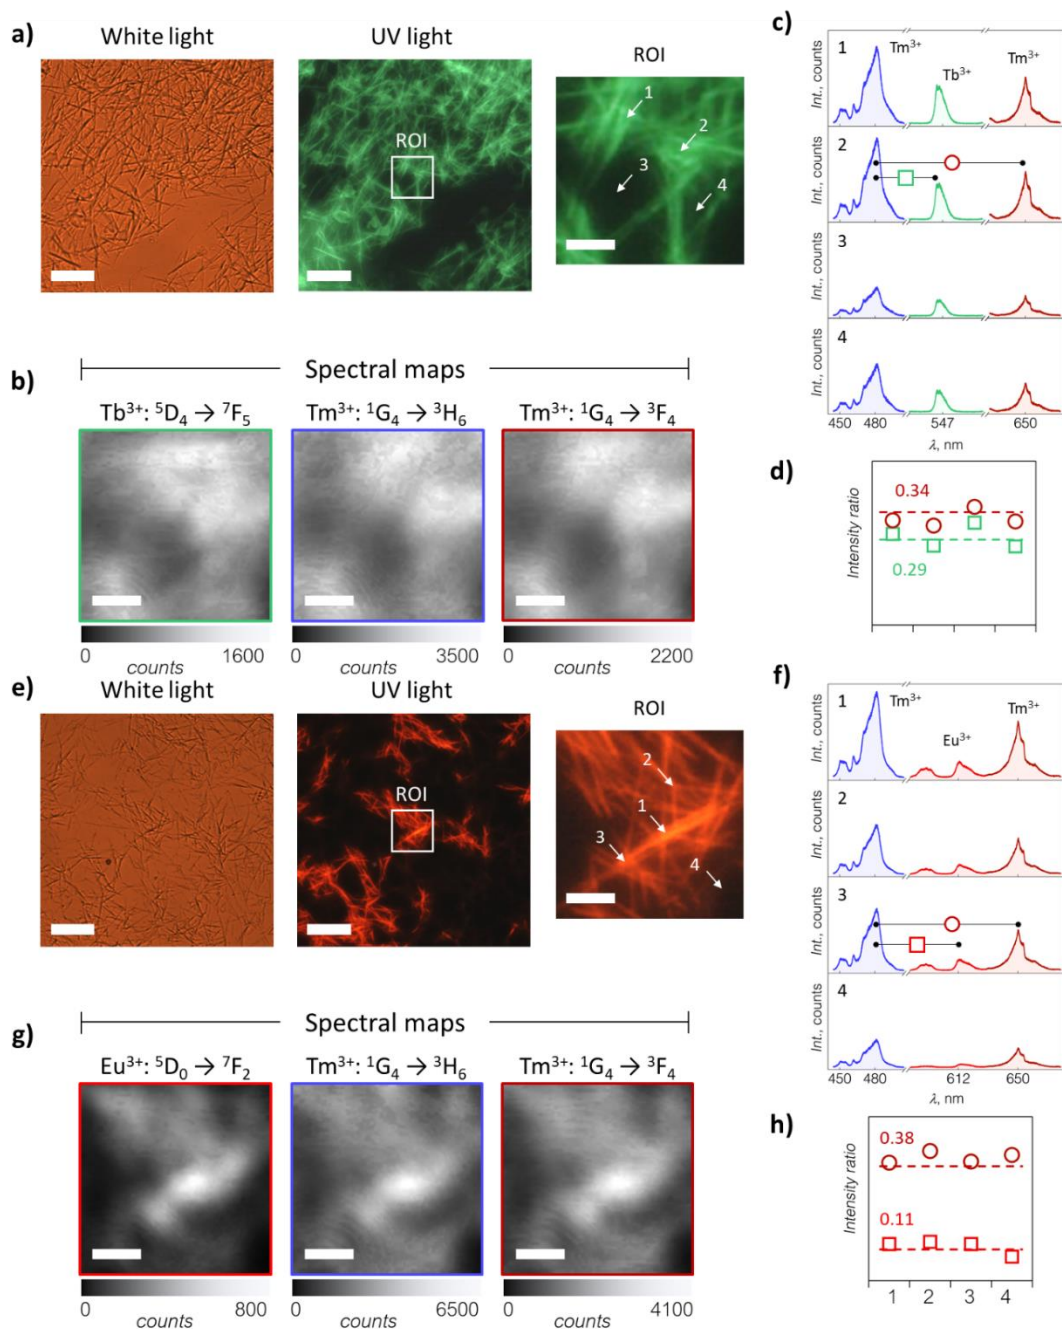 a)
White light
UV light
ROI
ROI
1
2
3
4
c)
1
Tm³⁺
Tb³⁺
Tm³⁺
Int., counts
2
Int., counts
3
Int., counts
4
Int., counts
450 480 547 650
λ, nm
b)
Spectral maps
Tb³⁺: ⁵D₄ → ⁷F₅
Tm³⁺: ¹G₄ → ³H₆
Tm³⁺: ¹G₄ → ³F₄
0 counts 1600
0 counts 3500
0 counts 2200
d)
Intensity ratio
0.34
0.29
e)
White light
UV light
ROI
ROI
2
1
3
4
f)
1
Tm³⁺
Eu³⁺
Tm³⁺
Int., counts
2
Int., counts
3
Int., counts
4
Int., counts
450 480 612 650
λ, nm
g)
Spectral maps
Eu³⁺: ⁵D₀ → ⁷F₂
Tm³⁺: ¹G₄ → ³H₆
Tm³⁺: ¹G₄ → ³F₄
0 counts 800
0 counts 6500
0 counts 4100
h)
Intensity ratio
0.38
0.11
1 2 3 4